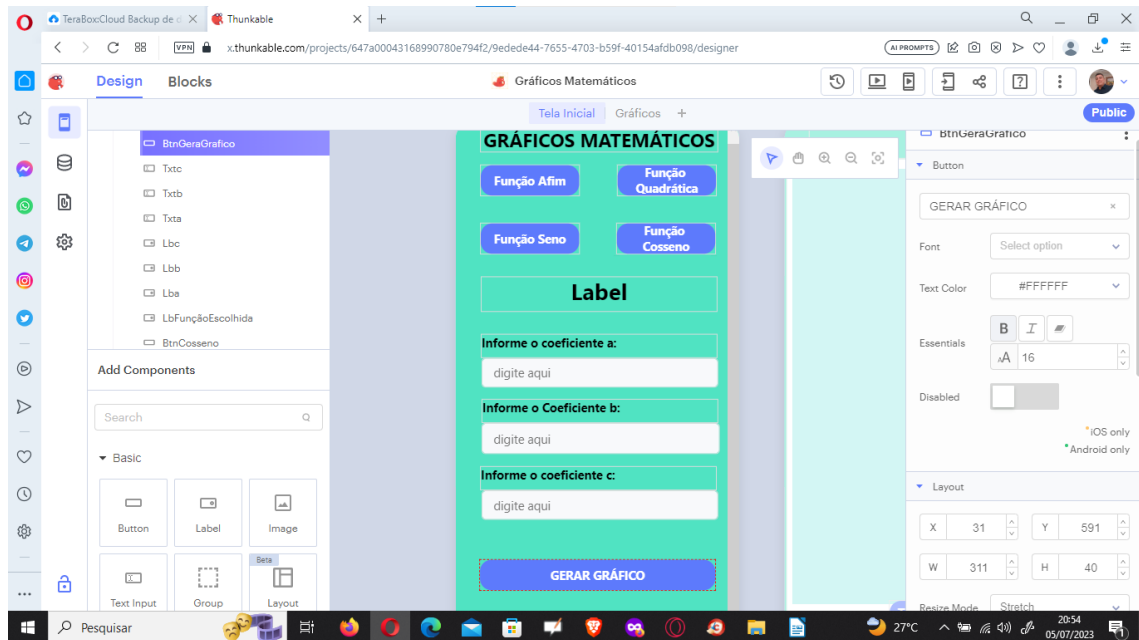 TeraBox:Cloud Backup de
Thunkable
VPN
x.thunkable.com/projects/647a00043168990780e794f2/9edede44-7655-4703-b59f-40154afdb098/designer
AI PROMPTS
Design
Blocks
Gráficos Matemáticos
Tela Inicial
Gráficos
+
Public
BtnGeraGrafico
Txtc
Txtb
Txta
Lbc
Lbb
Lba
LbFunçãoEscolhida
BtnCosseno
Add Components
Search
Basic
Button
Label
Image
Beta
Text Input
Group
Layout
GRÁFICOS MATEMÁTICOS
Função Afim
Função
Quadrática
Função Seno
Função
Cosseno
Label
Informe o coeficiente a:
digite aqui
Informe o Coeficiente b:
digite aqui
Informe o coeficiente c:
digite aqui
GERAR GRÁFICO
BtnGeraGrafico
Button
GERAR GRÁFICO
Font
Select option
Text Color
#FFFFFF
Essentials
B
I
AA 16
Disabled
*iOS only
*Android only
Layout
X 31
Y 591
W 311
H 40
Resize Mode
Stretch
Pesquisar
27°C
20:54
05/07/2023